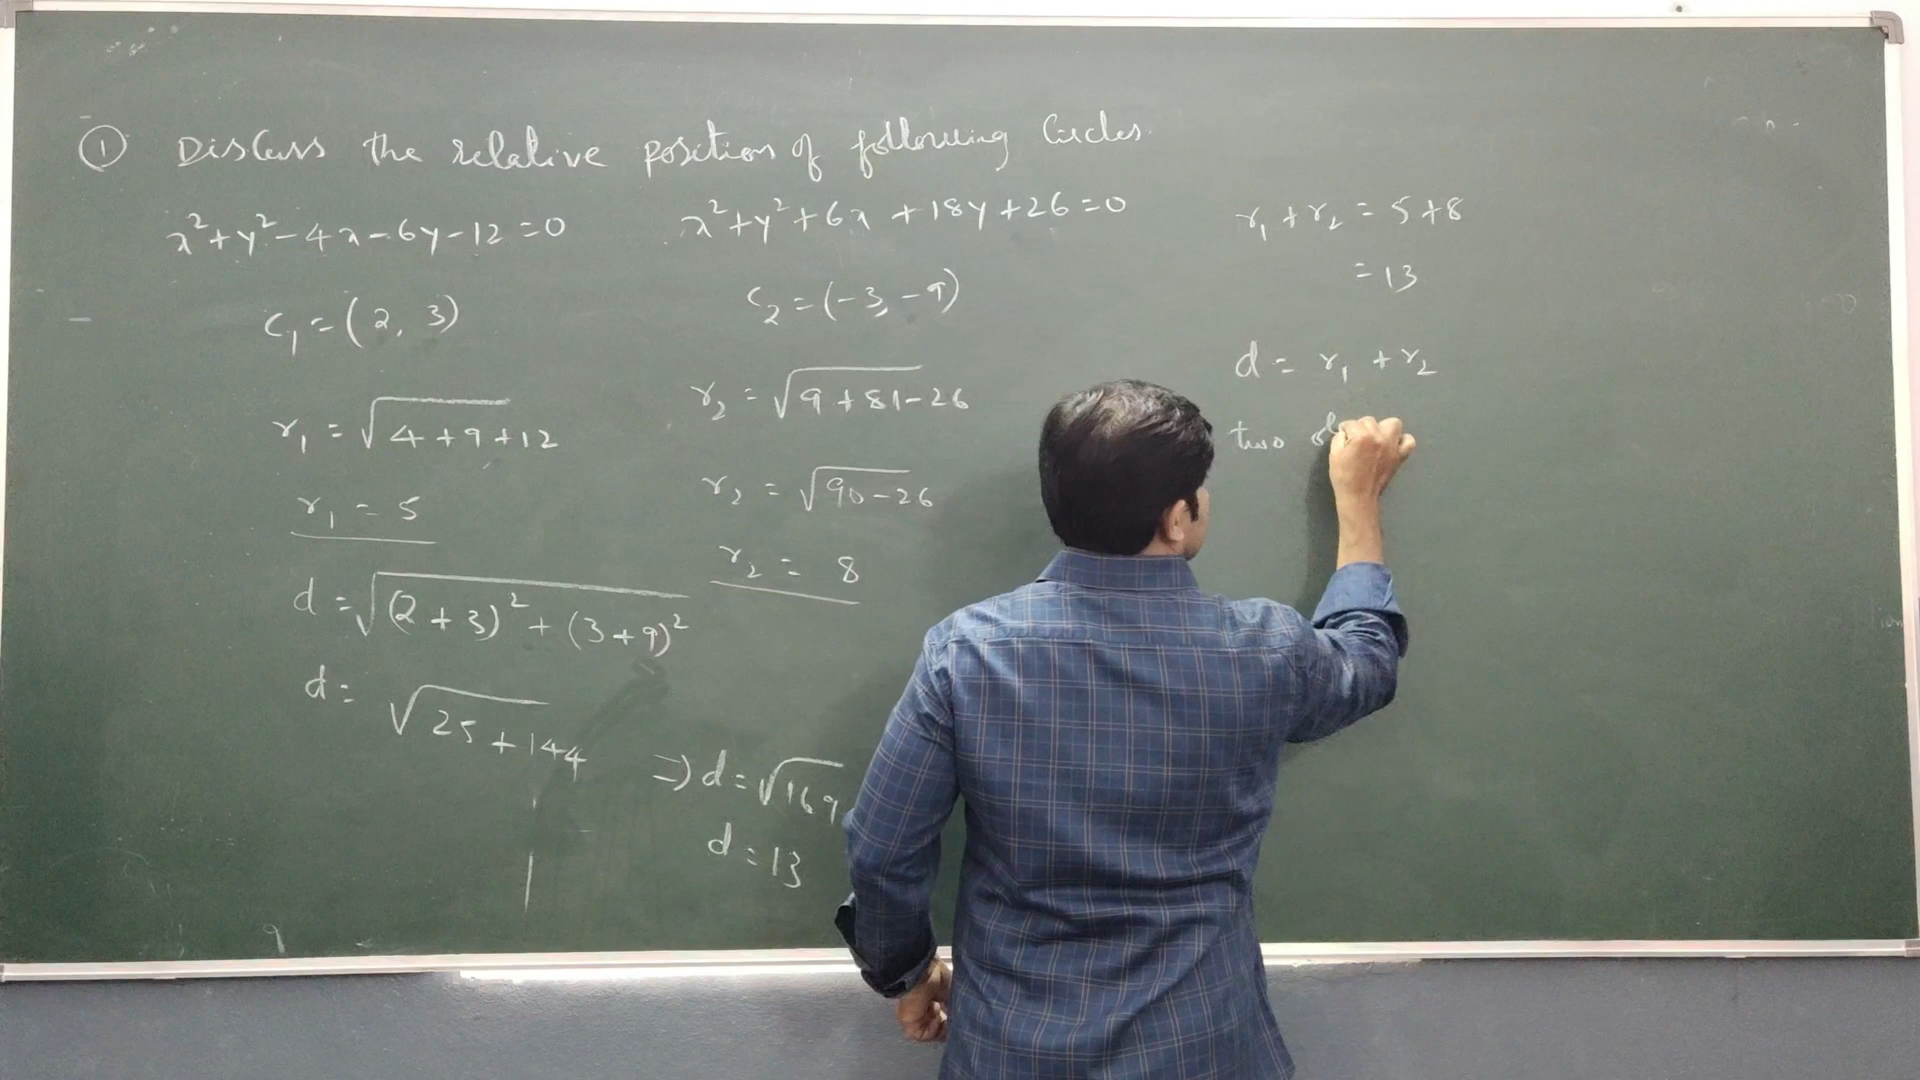 ① Discuss the relative position of following Circles.
x²+y²-4x-6y-12=0
C₁=(2, 3)
r₁=√4+9+12
r₁=5
d=√(2+3)²+(3+9)²
d=√25+144
x²+y²+6x+18y+26=0
C₂=(-3,-9)
r₂=√9+81-26
r₂=√90-26
r₂=8
⇒d=√169
d=13
r₁+r₂=5+8
=13
d=r₁+r₂
two